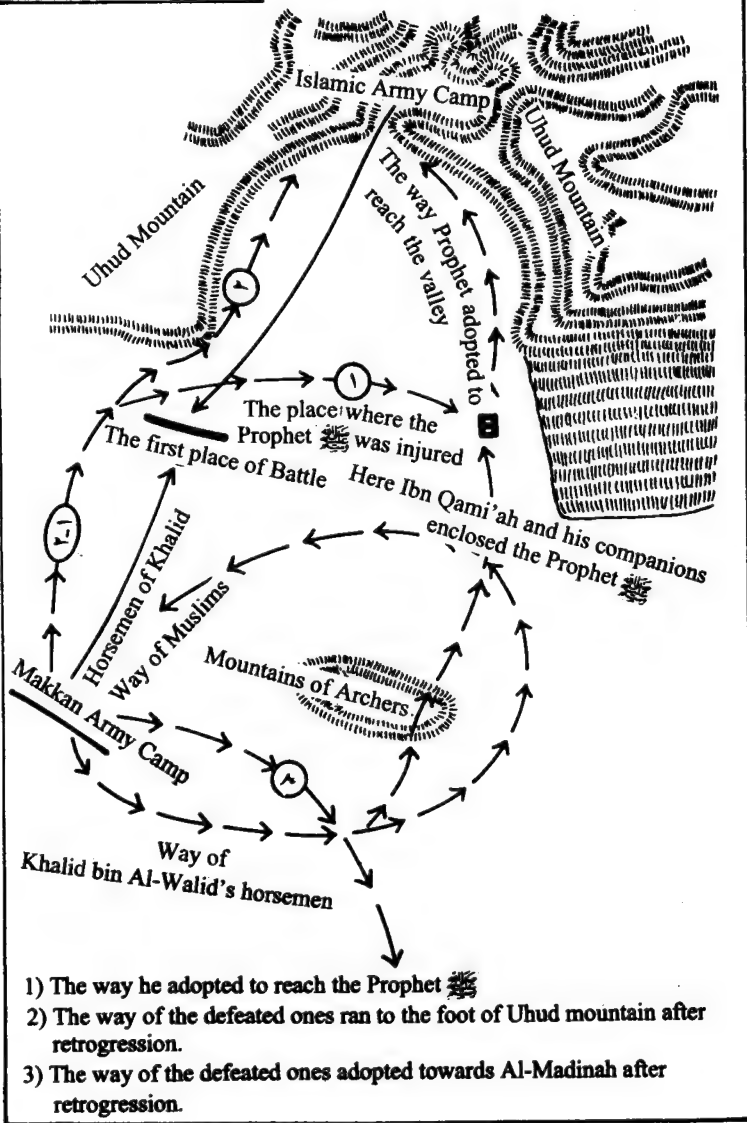 Islamic Army Camp
Uhud Mountain
Uhud Mountain
The way Prophet adopted to
reach the valley
٢
١
The place where the
Prophet ﷺ was injured
The first place of Battle
Here Ibn Qami'ah and his companions
enclosed the Prophet ﷺ
٢-١
Horsemen of Khalid
Way of Muslims
Mountains of Archers
Makkan Army Camp
٣
Way of
Khalid bin Al-Walid's horsemen
1) The way he adopted to reach the Prophet ﷺ
2) The way of the defeated ones ran to the foot of Uhud mountain after
retrogression.
3) The way of the defeated ones adopted towards Al-Madinah after
retrogression.